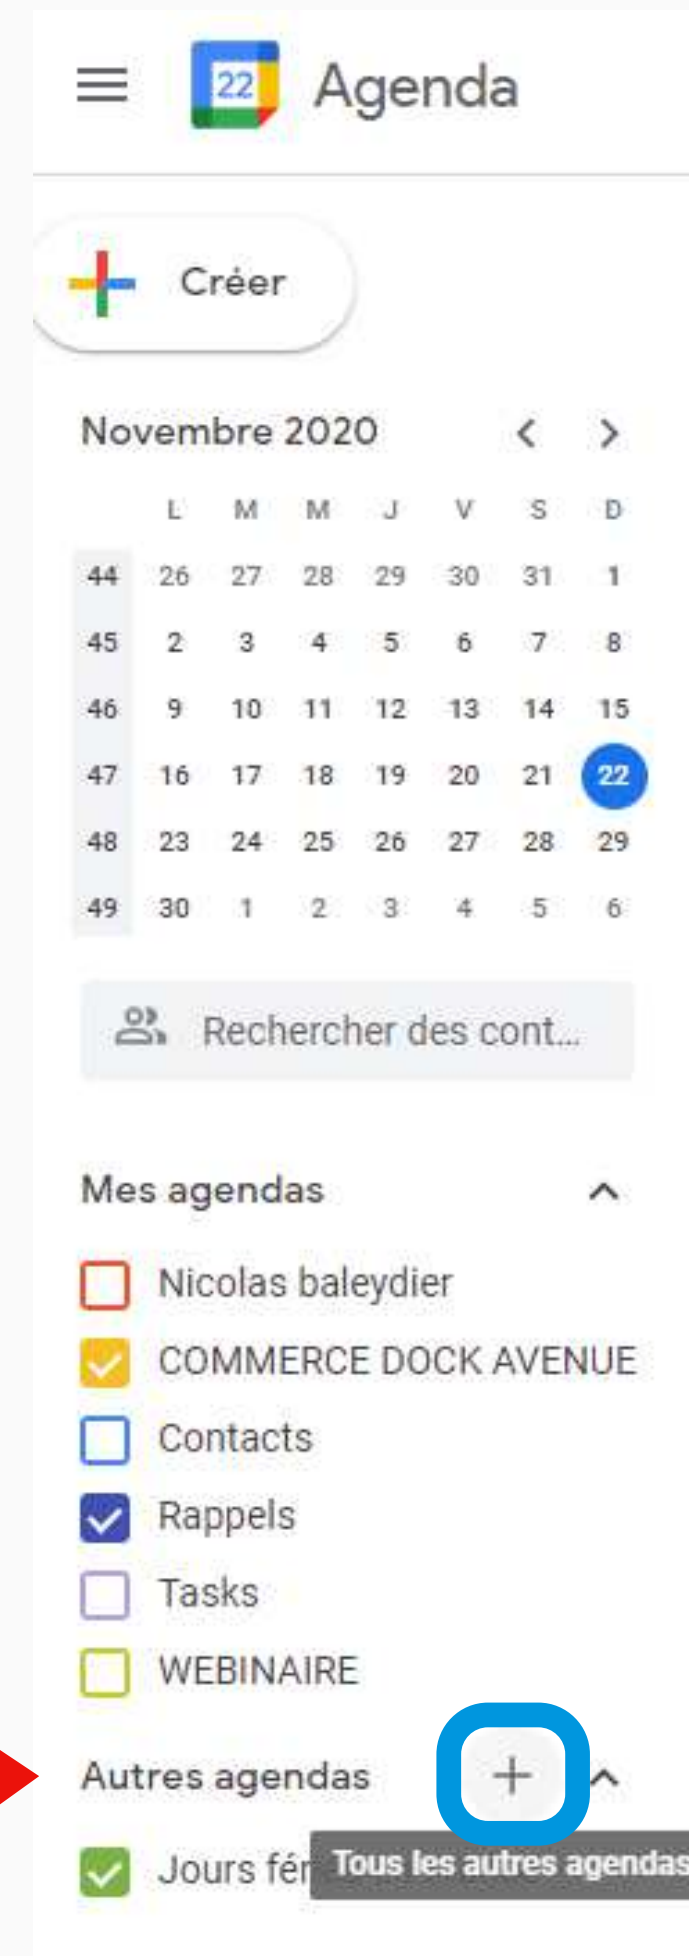 22 Agenda
Créer
Novembre 2020
L M M J V S D
44 26 27 28 29 30 31 1
45 2 3 4 5 6 7 8
46 9 10 11 12 13 14 15
47 16 17 18 19 20 21 22
48 23 24 25 26 27 28 29
49 30 1 2 3 4 5 6
Rechercher des cont...
Mes agendas
Nicolas baleydier
COMMERCE DOCK AVENUE
Contacts
Rappels
Tasks
WEBINAIRE
Autres agendas
Jours fér
Tous les autres agendas